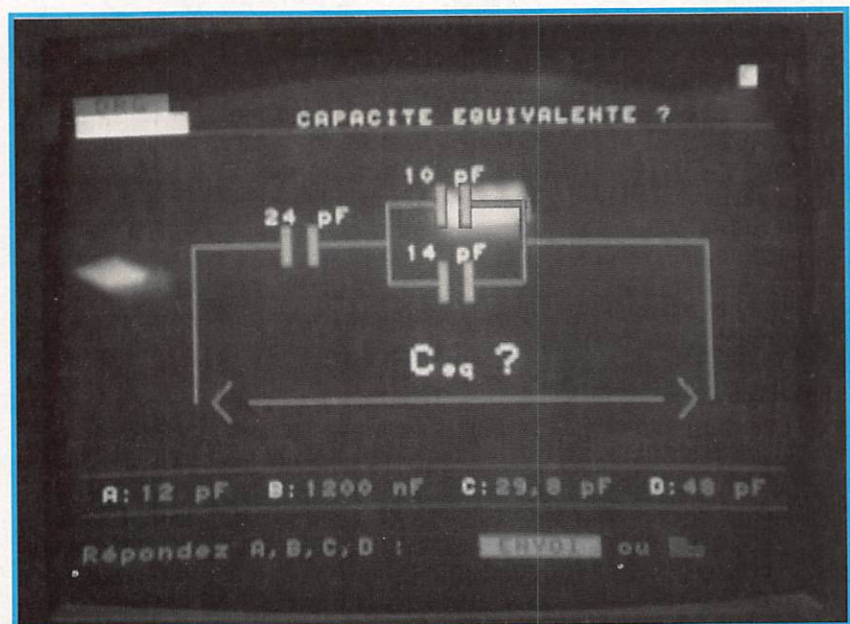 CAPACITE EQUIVALENTE ?
10 pF
24 pF
14 pF
Ceq ?
A:12 pF B:1200 nF C:29,8 pF D:48 pF
Répondez A,B,C,D : ENVOI ou